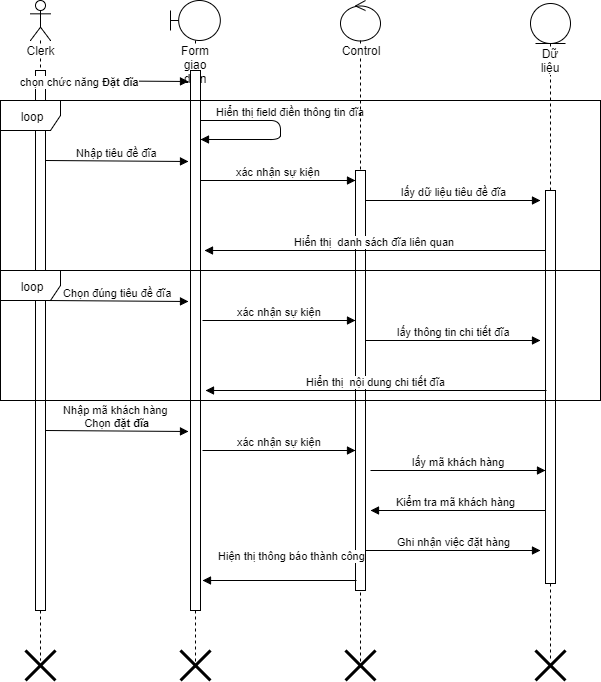 Clerk
Form
giao
diện
Control
Dữ
liệu
chọn chức năng Đặt đĩa
loop
Hiển thị field điền thông tin đĩa
Nhập tiêu đề đĩa
xác nhận sự kiện
lấy dữ liệu tiêu đề đĩa
Hiển thị danh sách đĩa liên quan
loop
Chọn đúng tiêu đề đĩa
xác nhận sự kiện
lấy thông tin chi tiết đĩa
Hiển thị nội dung chi tiết đĩa
Nhập mã khách hàng
Chọn đặt đĩa
xác nhận sự kiện
lấy mã khách hàng
Kiểm tra mã khách hàng
Ghi nhận việc đặt hàng
Hiện thị thông báo thành công